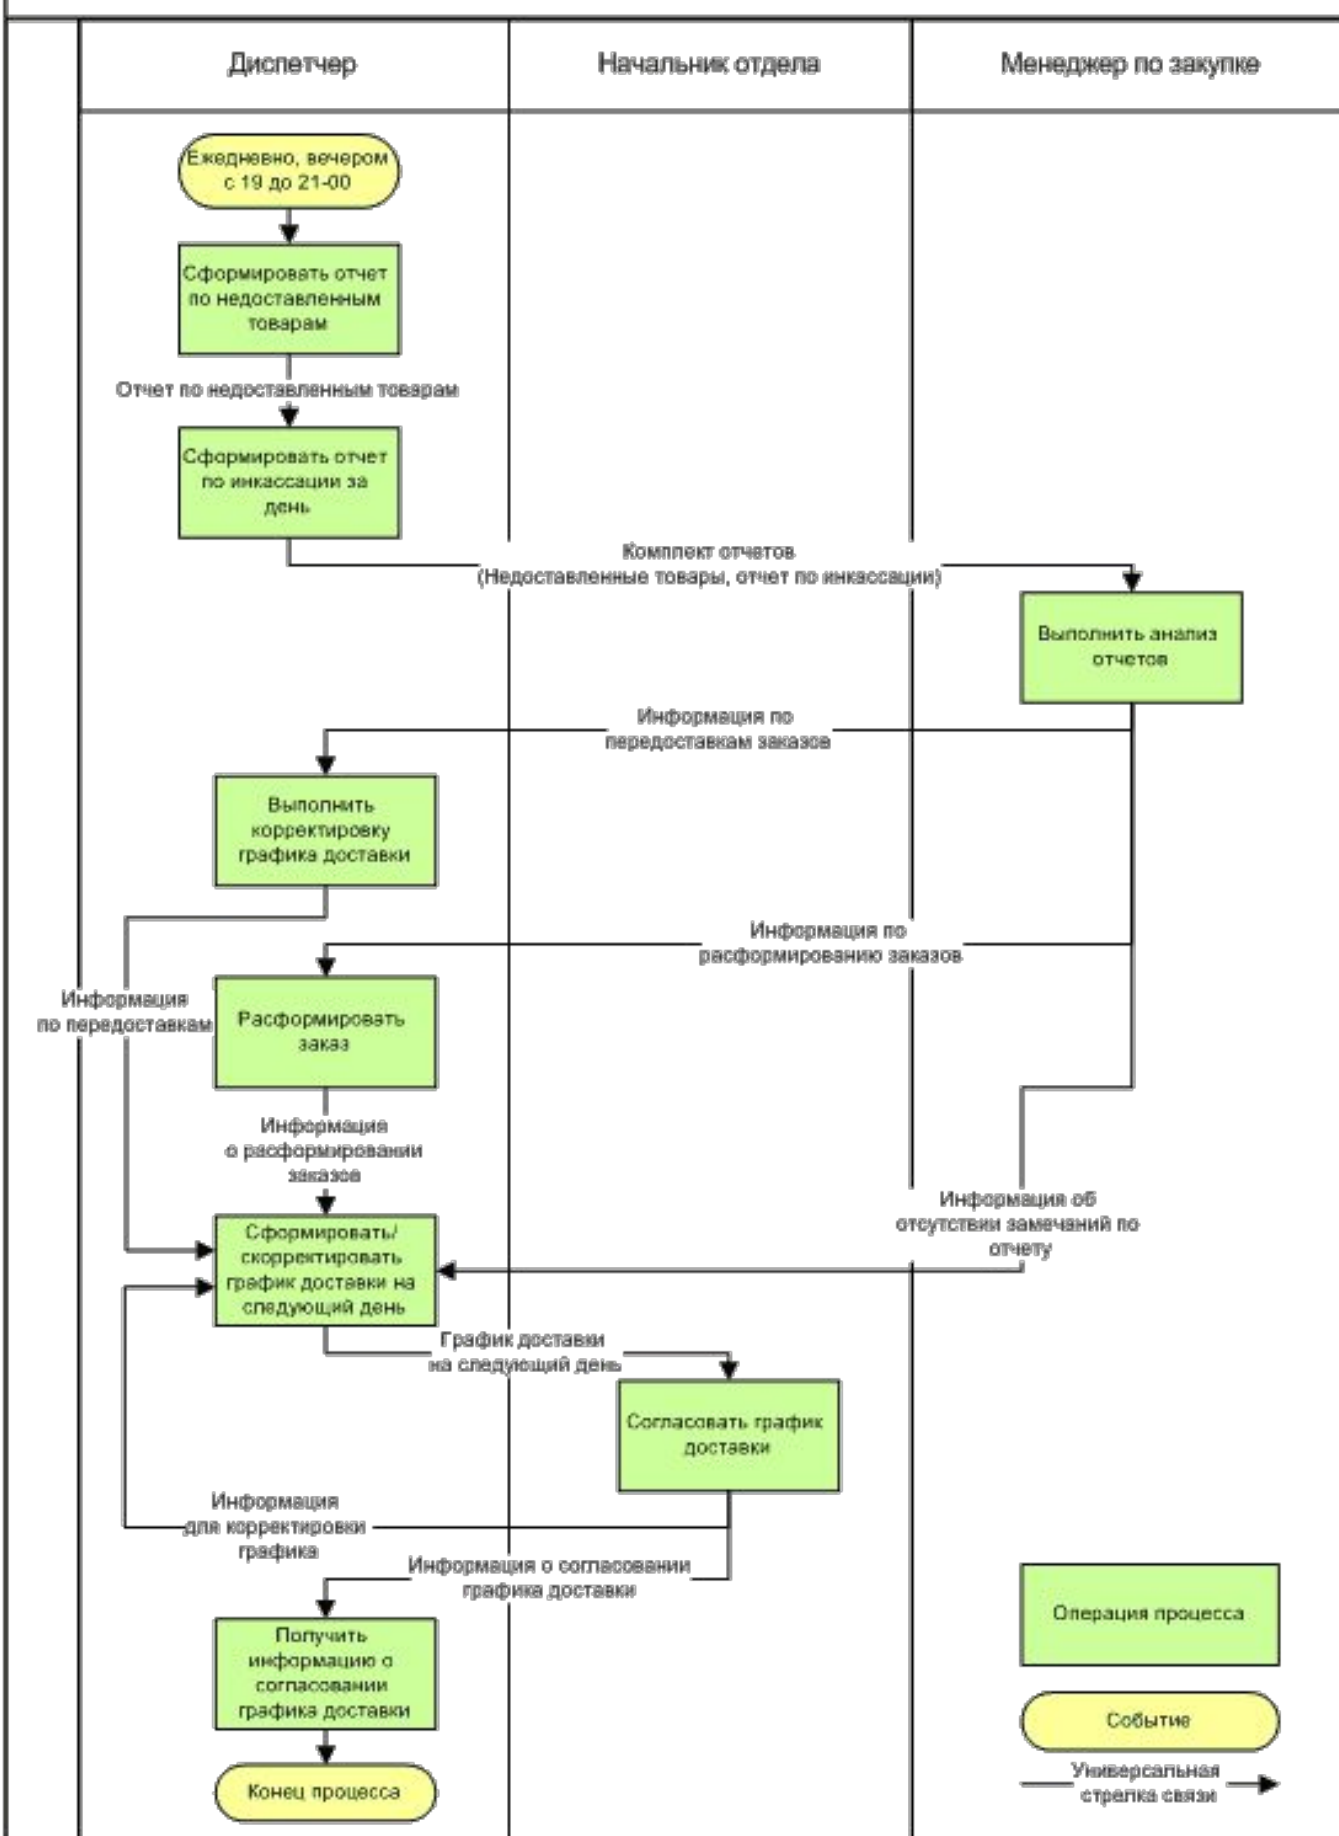 Диспетчер
Начальник отдела
Менеджер по закупке
Ежедневно, вечером
с 19 до 21-00
Сформировать отчет
по недоставленным
товарам
Отчет по недоставленным товарам
Сформировать отчет
по инкассации за
день
Комплект отчетов
(Недоставленные товары, отчет по инкассации)
Выполнить анализ
отчетов
Информация по
передоставкам заказов
Выполнить
корректировку
графика доставки
Информация по
расформированию заказов
Информация
по передоставкам
Расформировать
заказ
Информация
о расформировании
заказов
Информация об
отсутствии замечаний по
отчету
Сформировать/
скорректировать
график доставки на
следующий день
График доставки
на следующий день
Согласовать график
доставки
Информация
для корректировки
графика
Информация о согласовании
графика доставки
Получить
информацию о
согласовании
графика доставки
Конец процесса
Операция процесса
Событие
Универсальная
стрелка связи